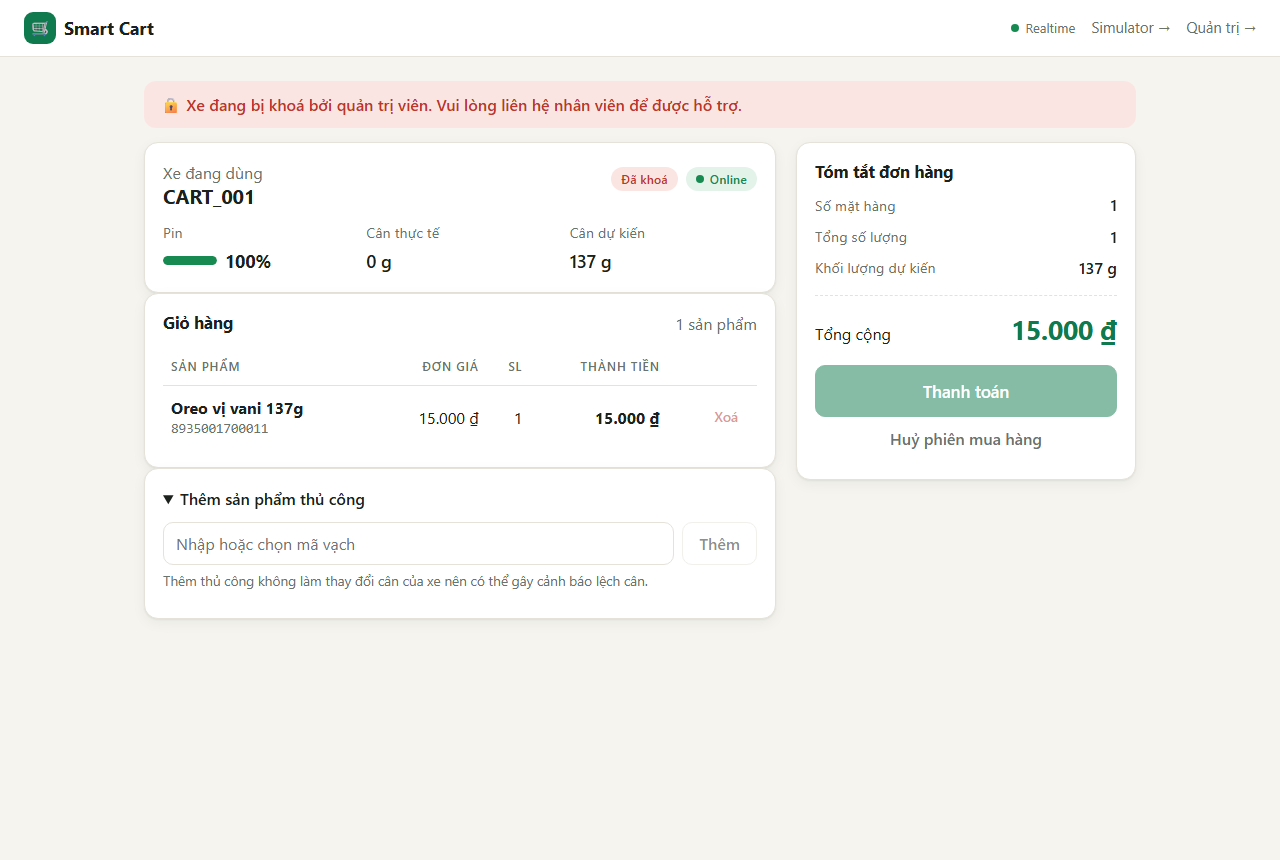 Smart Cart
Realtime Simulator → Quản trị →
Xe đang bị khoá bởi quản trị viên. Vui lòng liên hệ nhân viên để được hỗ trợ.
Xe đang dùng
CART_001
Đã khoá Online
Pin Cân thực tế Cân dự kiến
100% 0 g 137 g
Giỏ hàng
1 sản phẩm
SẢN PHẨM ĐƠN GIÁ SL THÀNH TIỀN
Oreo vị vani 137g
8935001700011
15.000 ₫ 1 15.000 ₫ Xoá
▼ Thêm sản phẩm thủ công
Nhập hoặc chọn mã vạch
Thêm
Thêm thủ công không làm thay đổi cân của xe nên có thể gây cảnh báo lệch cân.
Tóm tắt đơn hàng
Số mặt hàng 1
Tổng số lượng 1
Khối lượng dự kiến 137 g
Tổng cộng 15.000 ₫
Thanh toán
Huỷ phiên mua hàng